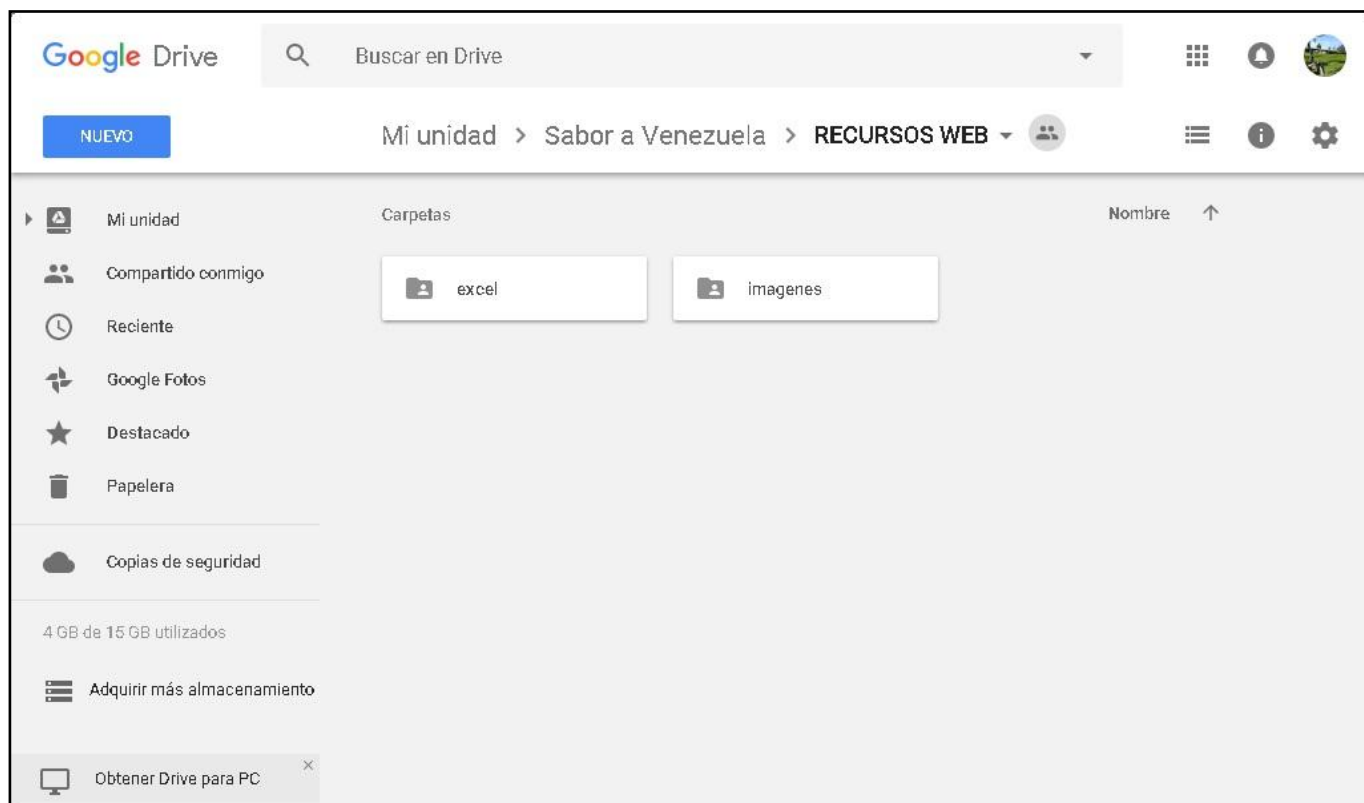 Google Drive
Buscar en Drive
NUEVO
Mi unidad > Sabor a Venezuela > RECURSOS WEB
Mi unidad
Compartido conmigo
Reciente
Google Fotos
Destacado
Papelera
Copias de seguridad
4 GB de 15 GB utilizados
Adquirir más almacenamiento
Obtener Drive para PC
Carpetas
Nombre
excel
imagenes